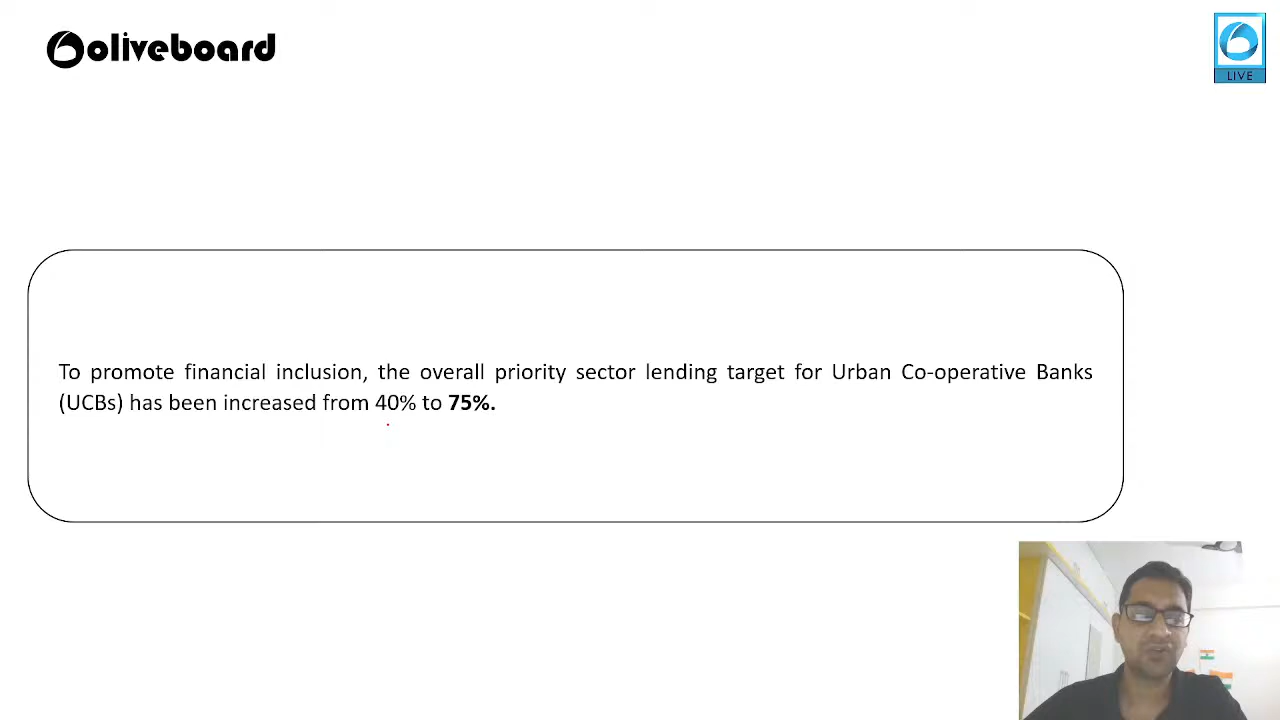 oliveboard
LIVE
To promote financial inclusion, the overall priority sector lending target for Urban Co-operative Banks
(UCBs) has been increased from 40% to 75%.